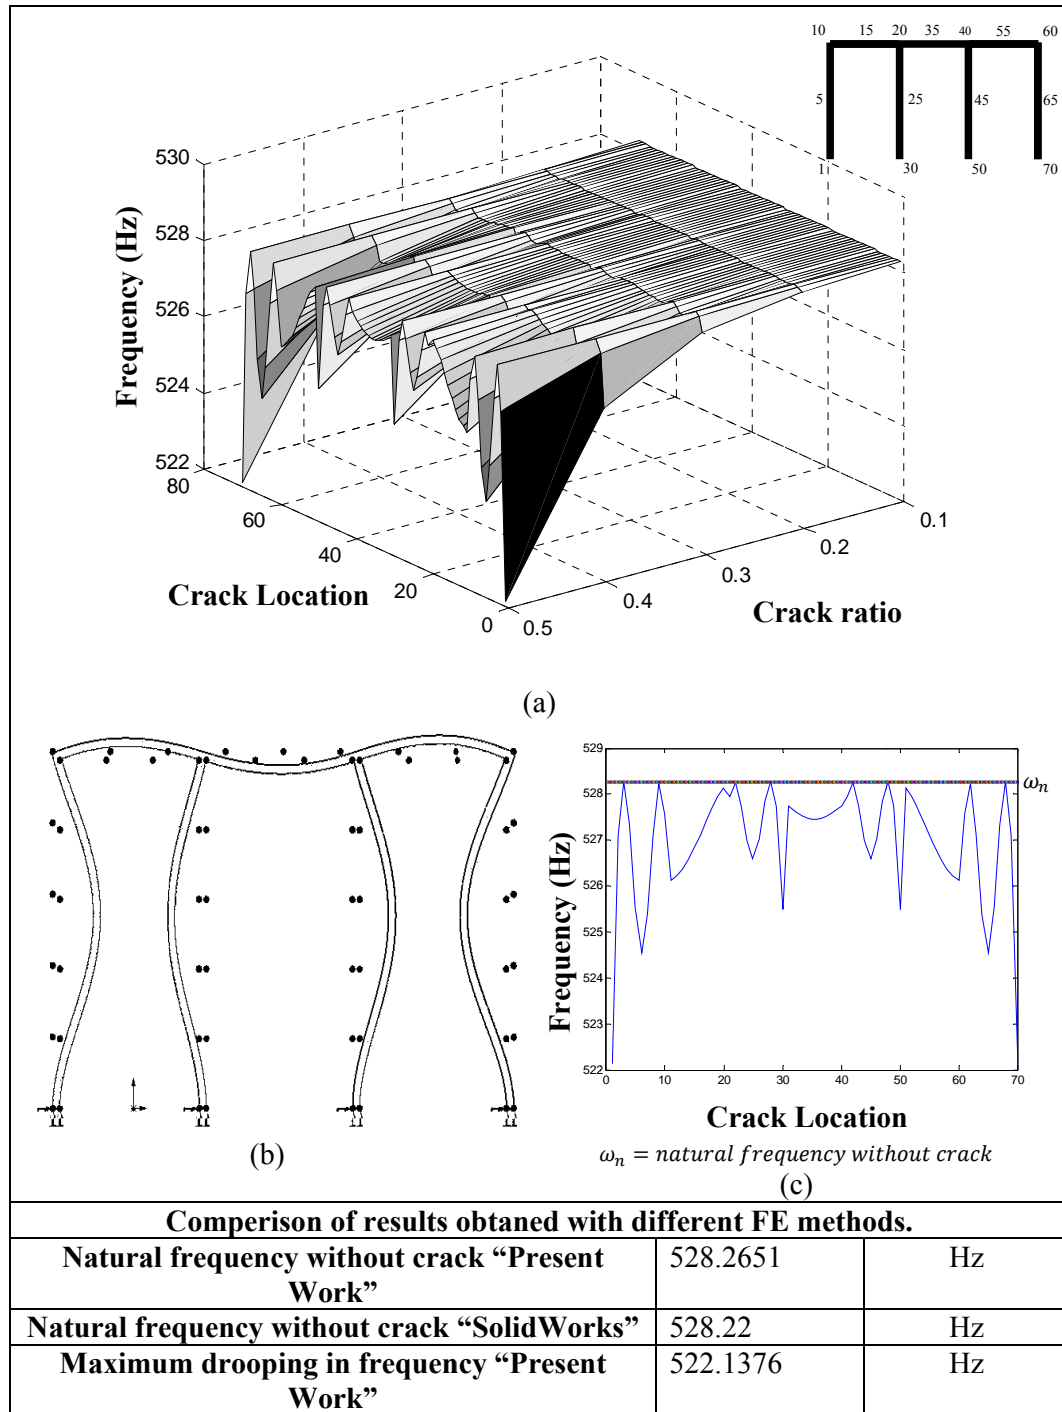 10 15 20 35 40 55 60
5 25 45 65
1 30 50 70
530
528
526
524
522
Frequency (Hz)
80
60
40
20
0
Crack Location
0.5
0.4
0.3
0.2
0.1
Crack ratio
(a)
(b)
529
528
527
526
525
524
523
522
Frequency (Hz)
ωₙ
0 10 20 30 40 50 60 70
Crack Location
ωₙ = natural frequency without crack
(c)
Comperison of results obtaned with different FE methods.
Natural frequency without crack “Present 528.2651 Hz
Work”
Natural frequency without crack “SolidWorks” 528.22 Hz
Maximum drooping in frequency “Present 522.1376 Hz
Work”